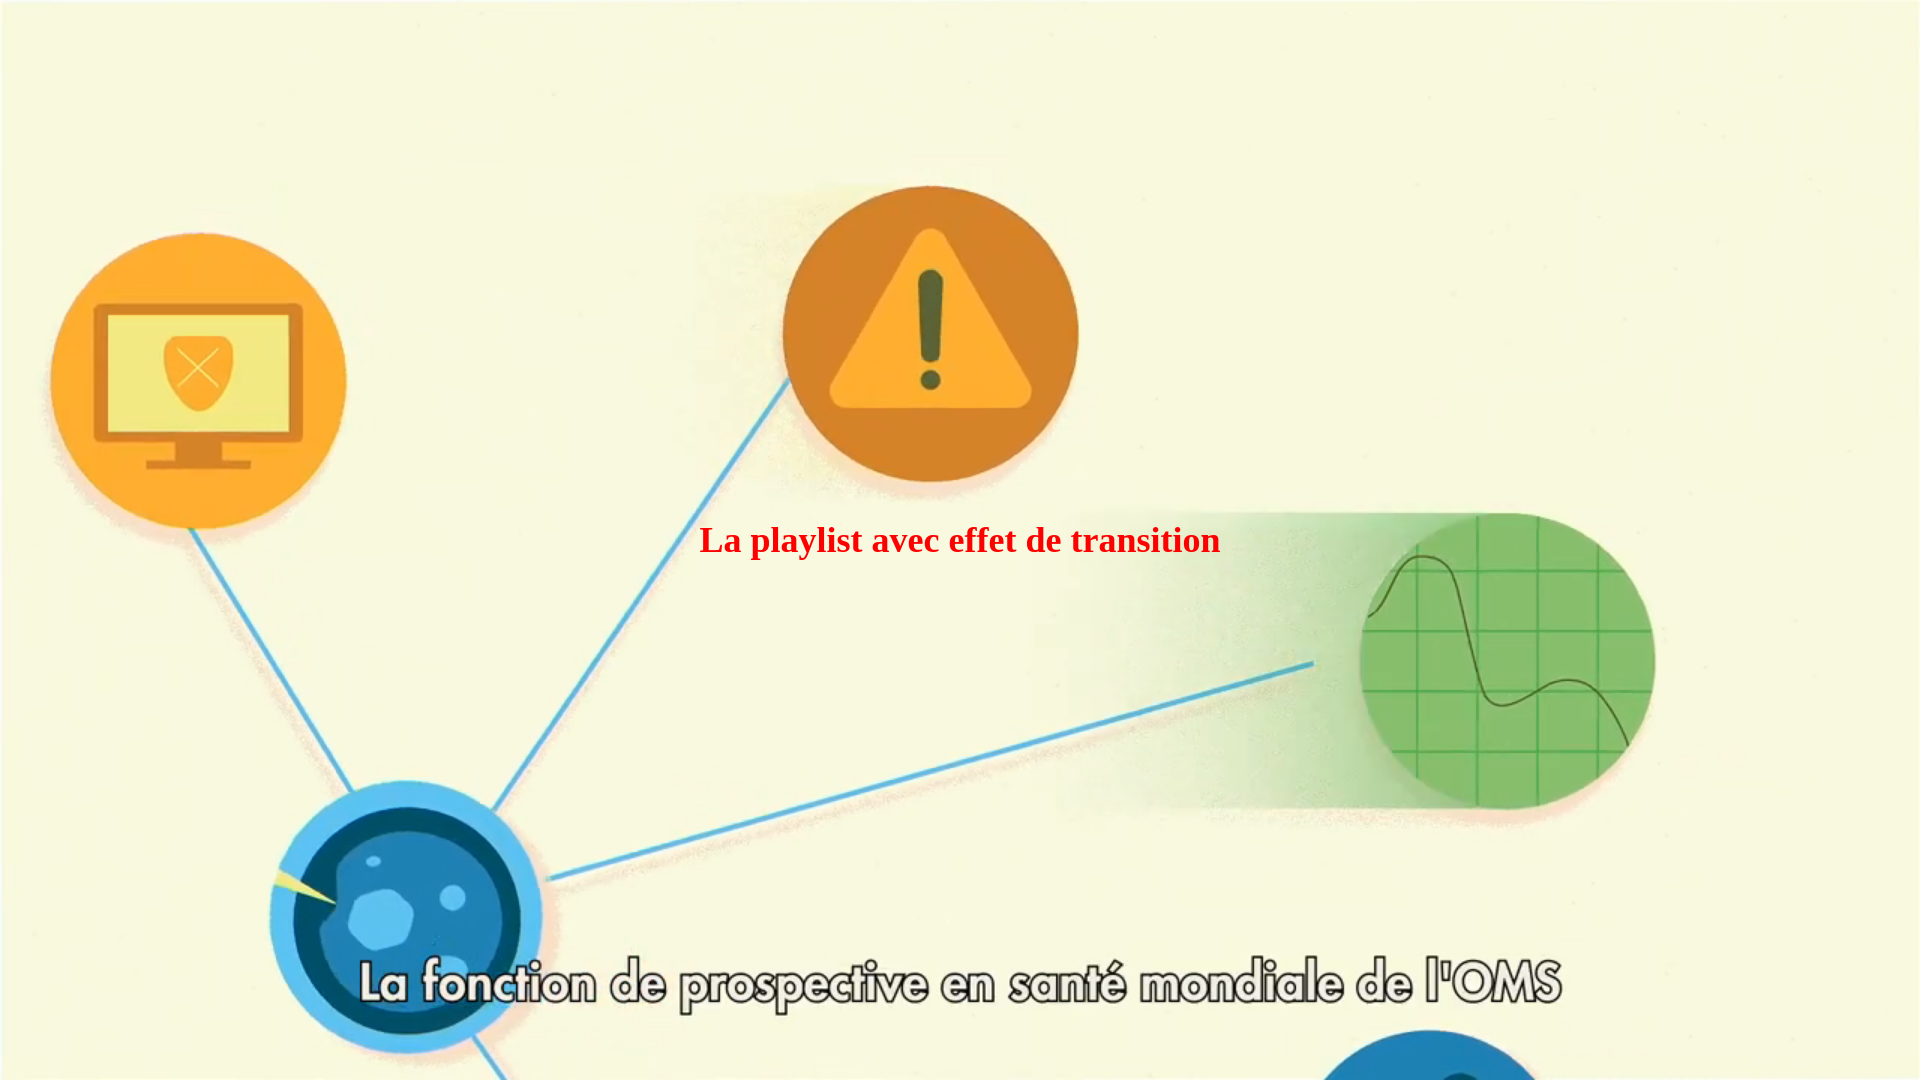 La playlist avec effet de transition
La fonction de prospective en santé mondiale de l'OMS